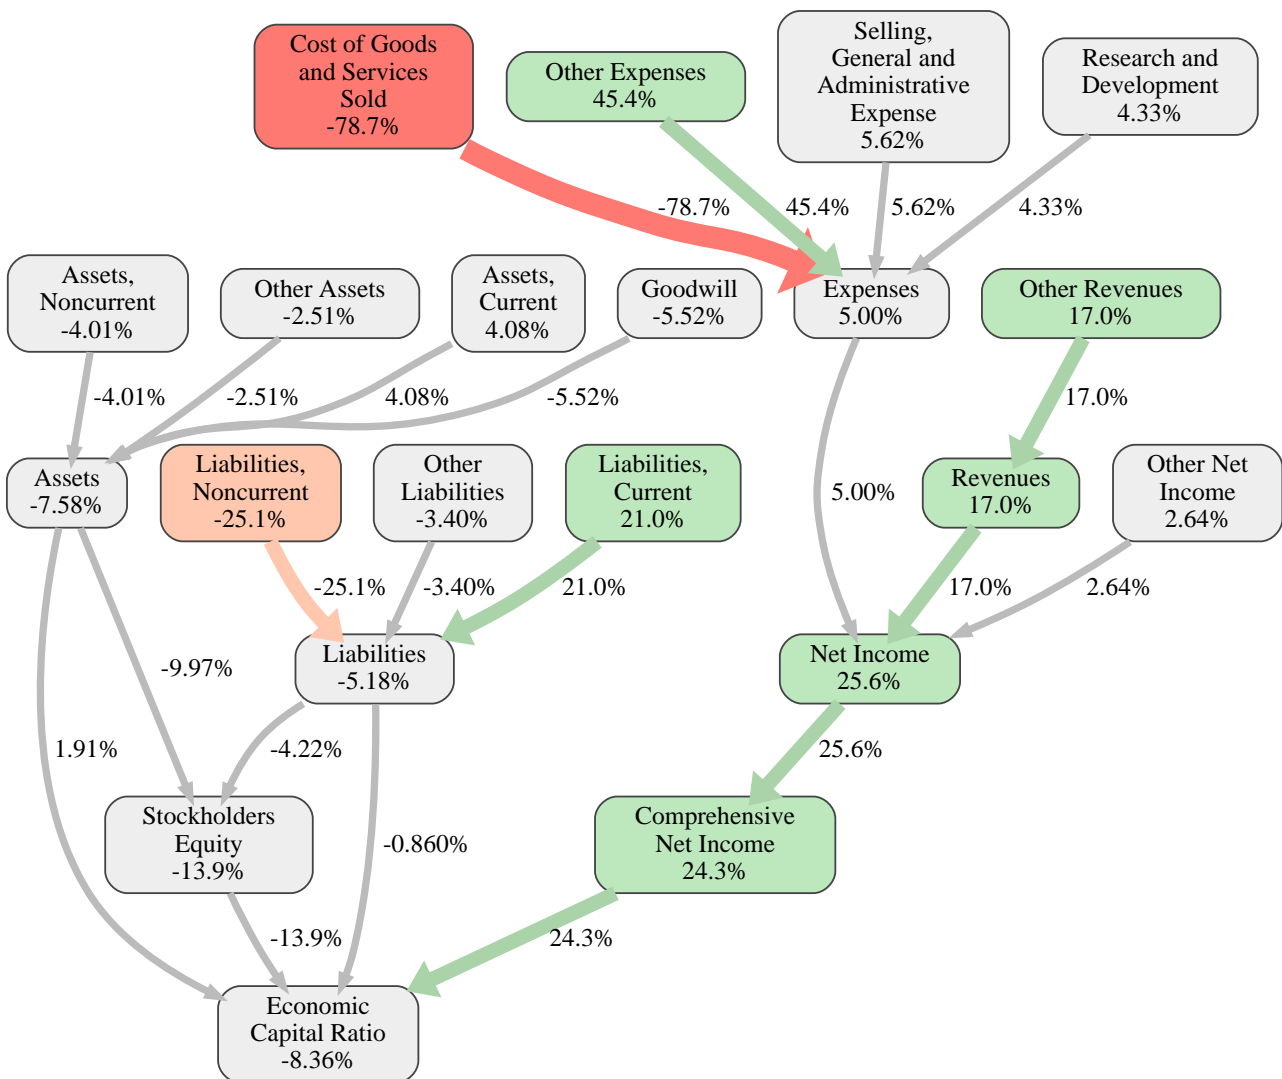 Cost of Goods
and Services
Sold
-78.7%
Other Expenses
45.4%
Selling,
General and
Administrative
Expense
5.62%
Research and
Development
4.33%
-78.7%
45.4%
5.62%
4.33%
Assets,
Noncurrent
-4.01%
Other Assets
-2.51%
Assets,
Current
4.08%
Goodwill
-5.52%
Expenses
5.00%
Other Revenues
17.0%
-4.01%
-2.51%
4.08%
-5.52%
17.0%
Assets
-7.58%
Liabilities,
Noncurrent
-25.1%
Other
Liabilities
-3.40%
Liabilities,
Current
21.0%
5.00%
Revenues
17.0%
Other Net
Income
2.64%
-25.1%
-3.40%
21.0%
17.0%
2.64%
-9.97%
Liabilities
-5.18%
Net Income
25.6%
1.91%
-4.22%
25.6%
Stockholders
Equity
-13.9%
-0.860%
Comprehensive
Net Income
24.3%
-13.9%
24.3%
Economic
Capital Ratio
-8.36%